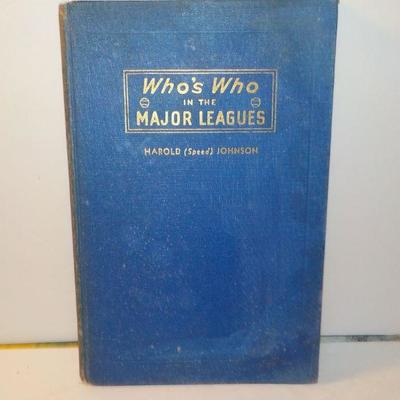 Who's Who
IN THE
MAJOR LEAGUES
HAROLD (Speed) JOHNSON